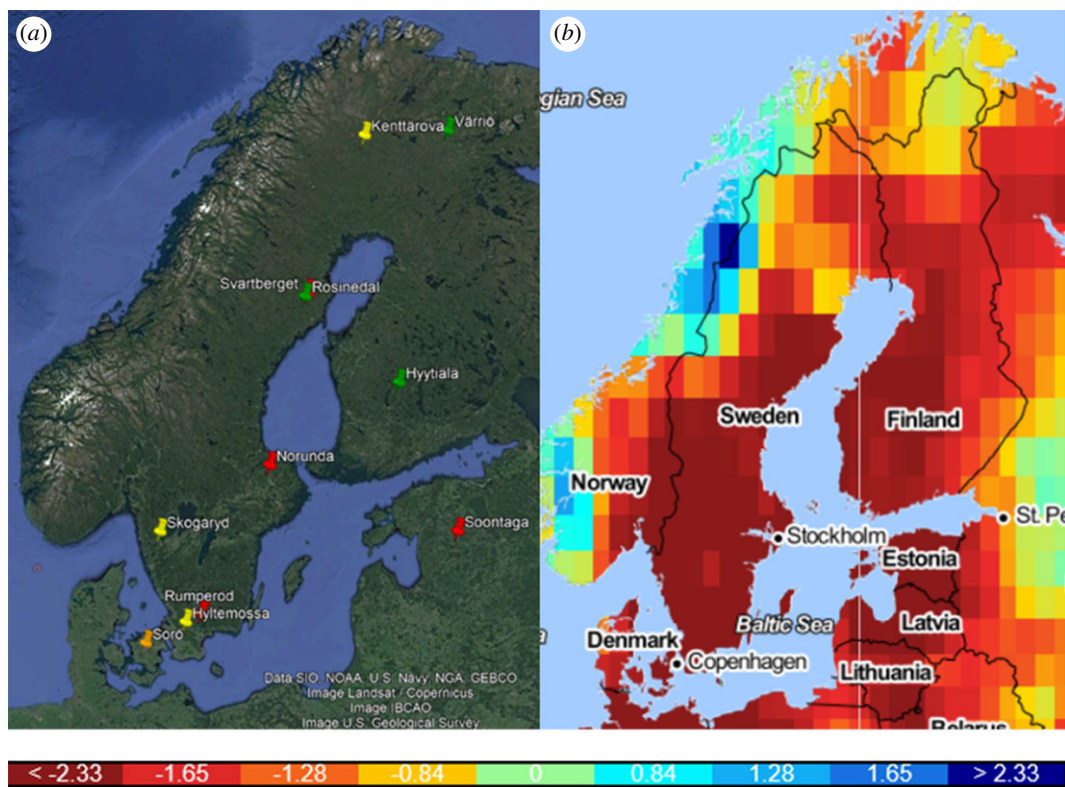 (a)
Kenttärova
Värriö
Svartberget
Rosinedal
Hyytiala
Norunda
Skogaryd
Soontaga
Rumperod
Hyltemossa
Sorö
Data SIO, NOAA, U.S. Navy, NGA, GEBCO
Image Landsat / Copernicus
Image IBCAO
Image U.S. Geological Survey
(b)
gian Sea
Sweden
Finland
Norway
St. Pe
Stockholm
Estonia
Baltic Sea
Latvia
Denmark
Copenhagen
Lithuania
Belarus
a
< -2.33 -1.65 -1.28 -0.84 0 0.84 1.28 1.65 > 2.33